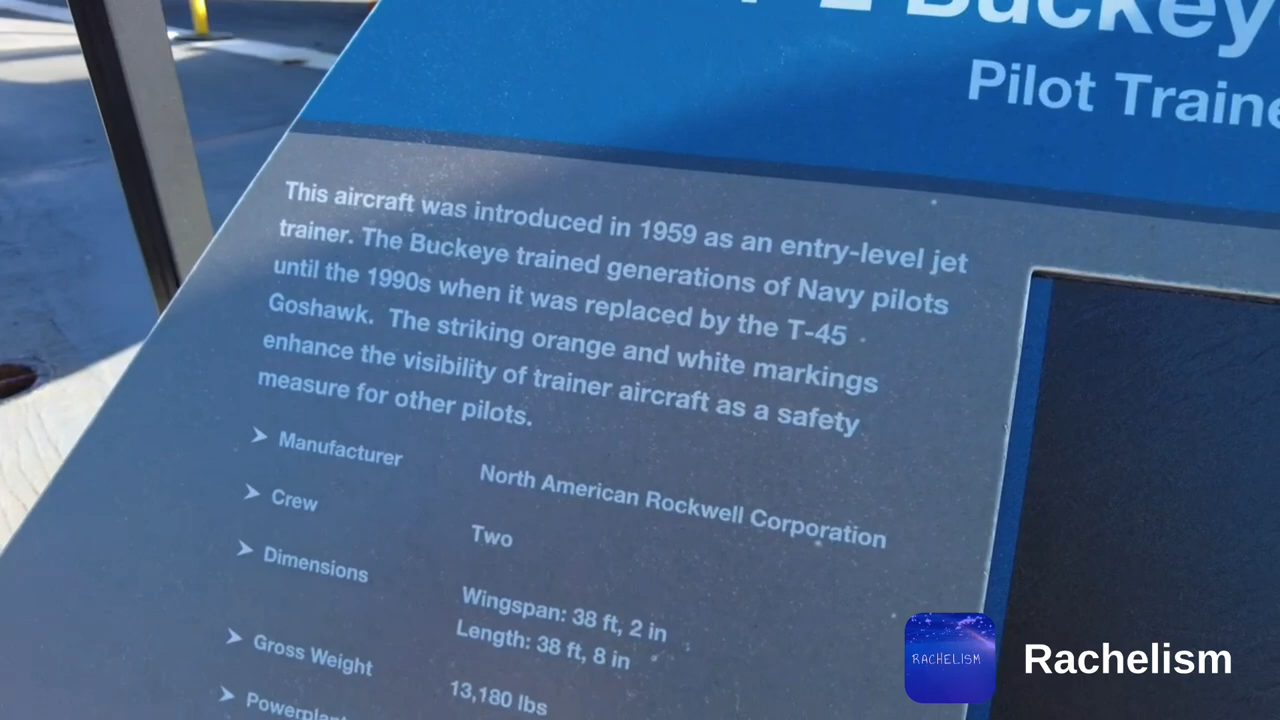 Buckey
Pilot Traine
This aircraft was introduced in 1959 as an entry-level jet
trainer. The Buckeye trained generations of Navy pilots
until the 1990s when it was replaced by the T-45
Goshawk. The striking orange and white markings
enhance the visibility of trainer aircraft as a safety
measure for other pilots.
➤ Manufacturer North American Rockwell Corporation
➤ Crew Two
➤ Dimensions Wingspan: 38 ft, 2 in
Length: 38 ft, 8 in
➤ Gross Weight 13,180 lbs
➤ Powerplant
RACHELISM
Rachelism